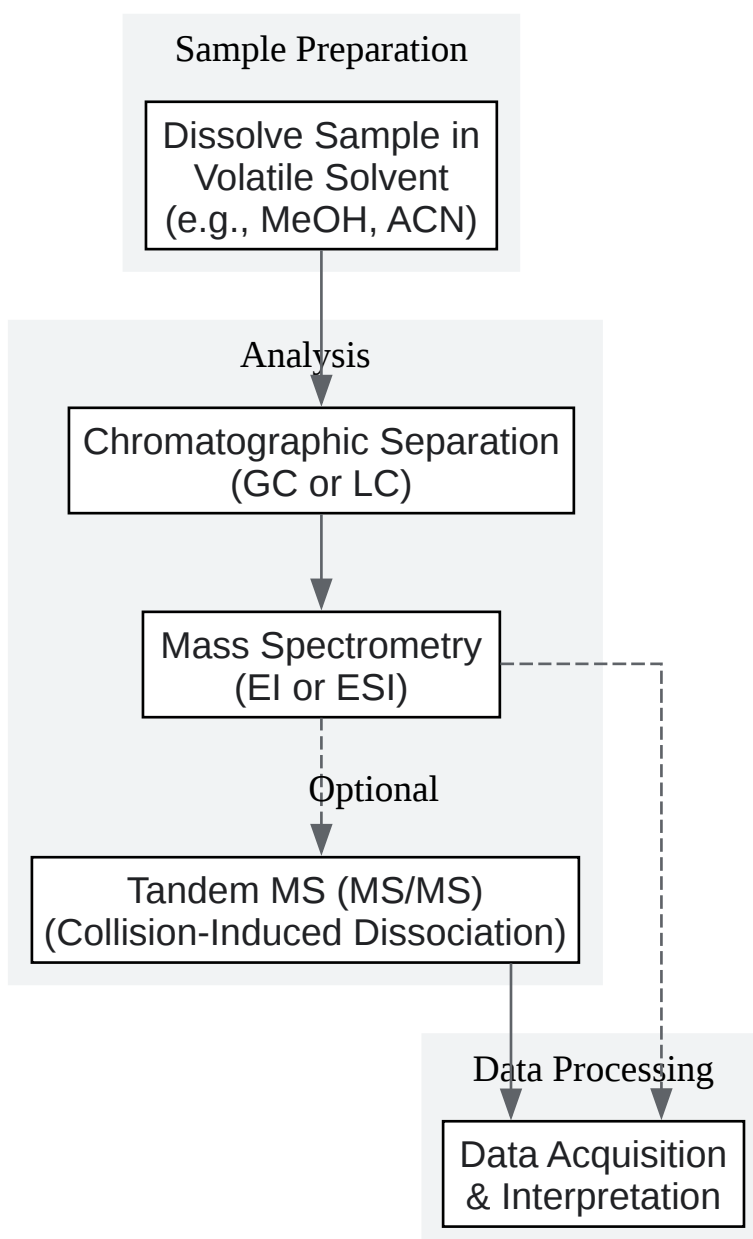 Sample Preparation
Dissolve Sample in
Volatile Solvent
(e.g., MeOH, ACN)
Analysis
Chromatographic Separation
(GC or LC)
Mass Spectrometry
(EI or ESI)
Optional
Tandem MS (MS/MS)
(Collision-Induced Dissociation)
Data Processing
Data Acquisition
& Interpretation